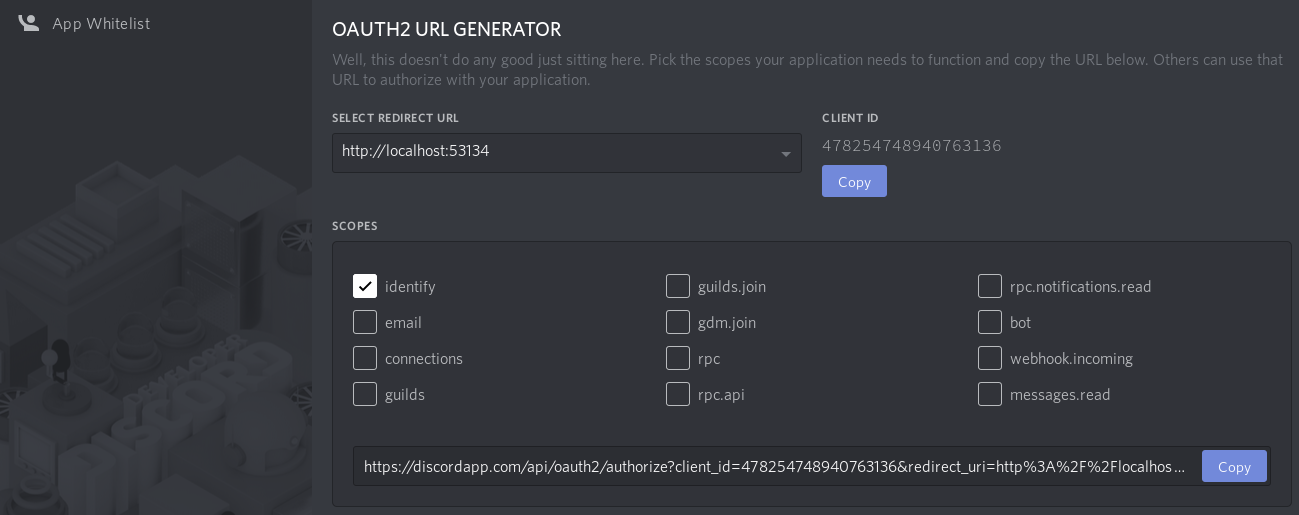 App Whitelist
OAUTH2 URL GENERATOR
Well, this doesn't do any good just sitting here. Pick the scopes your application needs to function and copy the URL below. Others can use that
URL to authorize with your application.
SELECT REDIRECT URL
CLIENT ID
http://localhost:53134
478254748940763136
Copy
SCOPES
identify
guilds.join
rpc.notifications.read
email
gdm.join
bot
connections
rpc
webhook.incoming
guilds
rpc.api
messages.read
https://discordapp.com/api/oauth2/authorize?client_id=478254748940763136&redirect_uri=http%3A%2F%2Flocalhos...
Copy